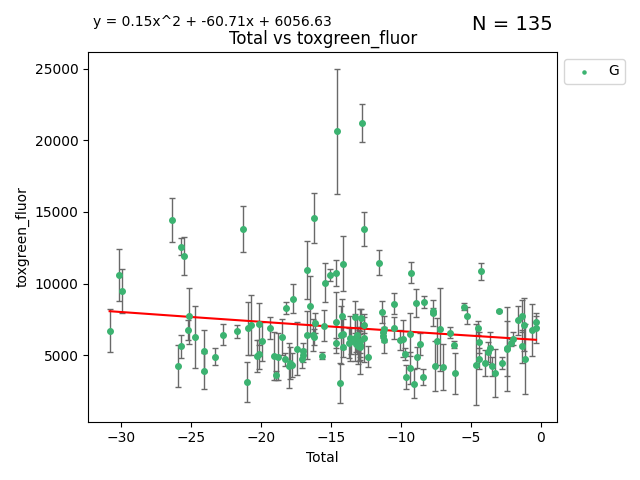 y = 0.15x^2 + -60.71x + 6056.63
N = 135
Total vs toxgreen_fluor
G
25000
20000
15000
10000
5000
toxgreen_fluor
−30
−25
−20
−15
−10
−5
0
Total